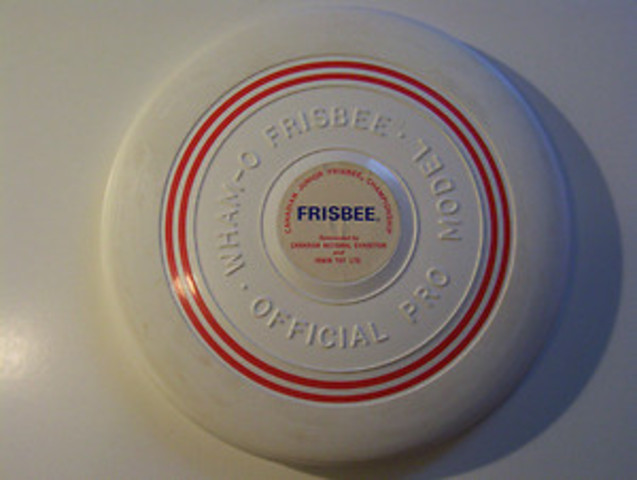 WHAM-O FRISBEE ·
OFFICIAL PRO MODEL ·
CANADIAN JUNIOR FRISBEE CHAMPIONSHIP
FRISBEE
Sponsored by
CANADIAN NATIONAL EXHIBITION
and
IRWIN TOY LTD.